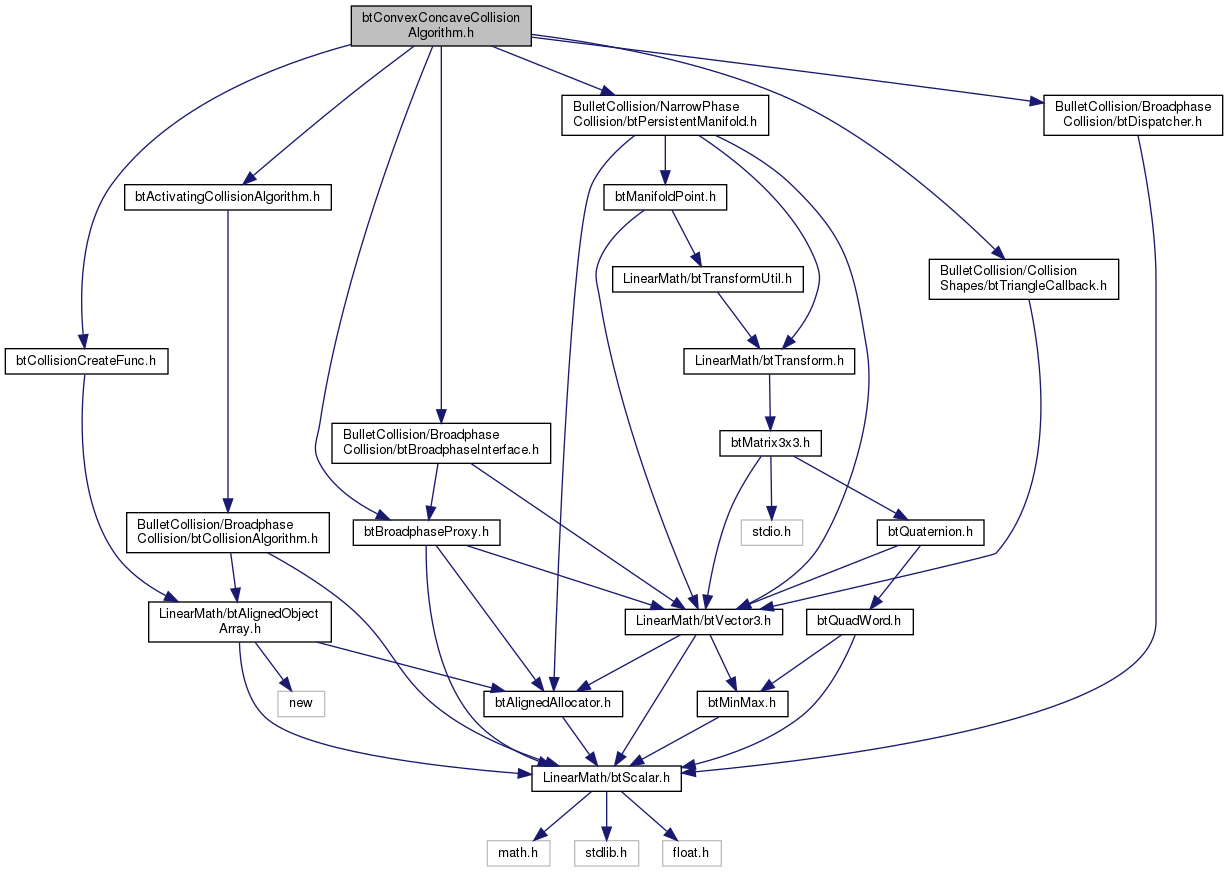 btConvexConcaveCollision
Algorithm.h
BulletCollision/NarrowPhase
Collision/btPersistentManifold.h
BulletCollision/Broadphase
Collision/btDispatcher.h
btActivatingCollisionAlgorithm.h
btManifoldPoint.h
LinearMath/btTransformUtil.h
BulletCollision/Collision
Shapes/btTriangleCallback.h
btCollisionCreateFunc.h
LinearMath/btTransform.h
BulletCollision/Broadphase
Collision/btBroadphaseInterface.h
btMatrix3x3.h
BulletCollision/Broadphase
Collision/btCollisionAlgorithm.h
btBroadphaseProxy.h
stdio.h
btQuaternion.h
LinearMath/btAlignedObject
Array.h
LinearMath/btVector3.h
btQuadWord.h
new
btAlignedAllocator.h
btMinMax.h
LinearMath/btScalar.h
math.h
stdlib.h
float.h